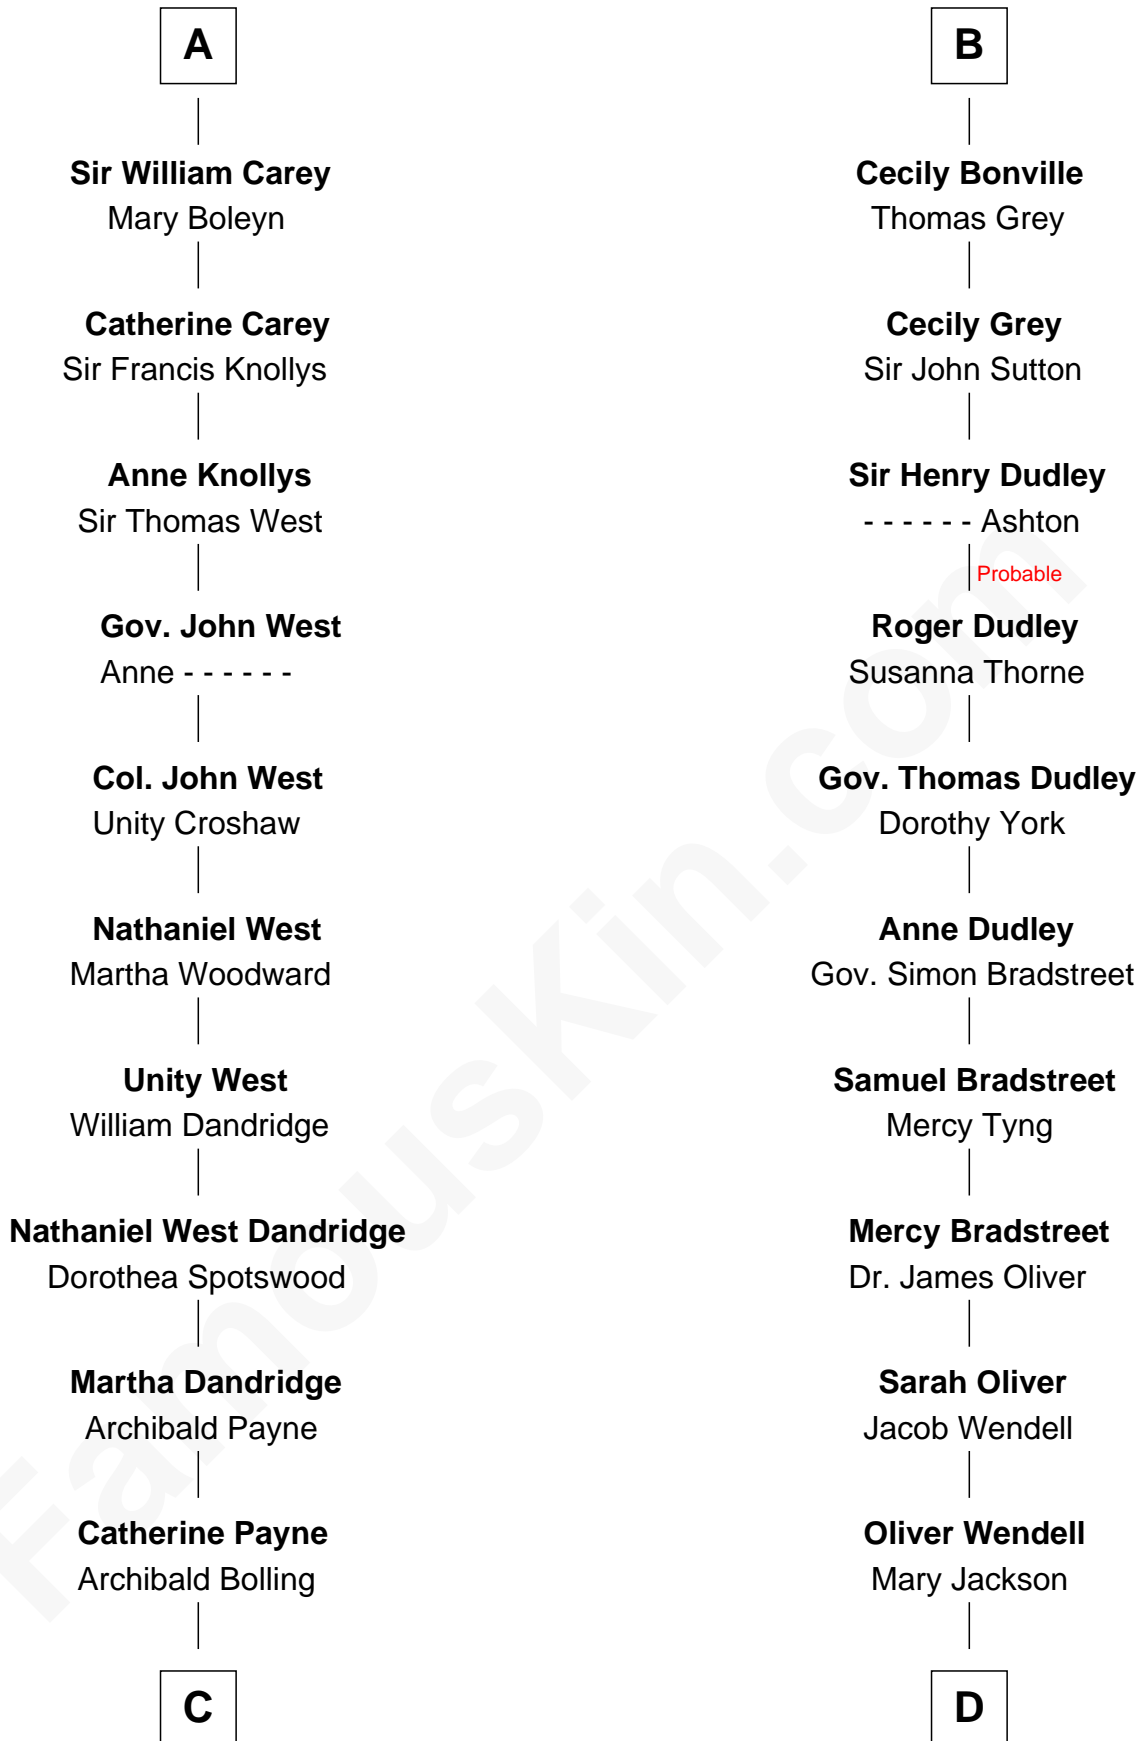 A
Sir William Carey
Mary Boleyn
Catherine Carey
Sir Francis Knollys
Anne Knollys
Sir Thomas West
Gov. John West
Anne - - - - - -
Col. John West
Unity Croshaw
Nathaniel West
Martha Woodward
Unity West
William Dandridge
Nathaniel West Dandridge
Dorothea Spotswood
Martha Dandridge
Archibald Payne
Catherine Payne
Archibald Bolling
C
B
Cecily Bonville
Thomas Grey
Cecily Grey
Sir John Sutton
Sir Henry Dudley
- - - - - - Ashton
Probable
Roger Dudley
Susanna Thorne
Gov. Thomas Dudley
Dorothy York
Anne Dudley
Gov. Simon Bradstreet
Samuel Bradstreet
Mercy Tyng
Mercy Bradstreet
Dr. James Oliver
Sarah Oliver
Jacob Wendell
Oliver Wendell
Mary Jackson
D
FamousKin.com